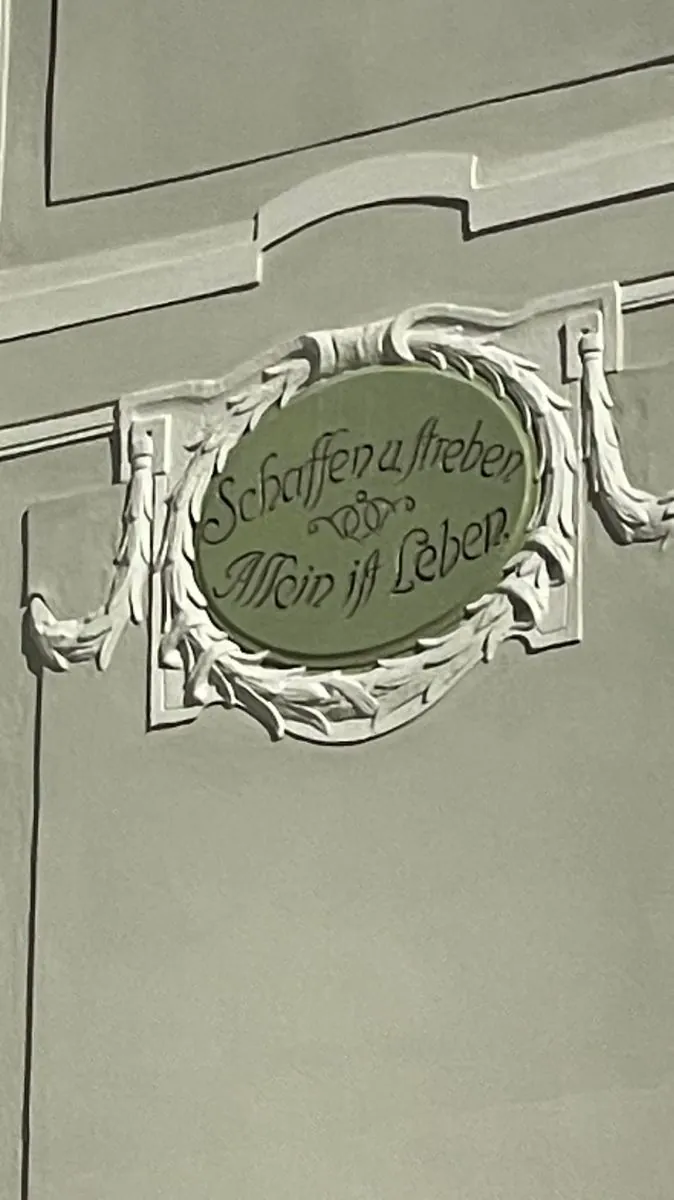 Schaffen u. streben
Allein ist Leben.